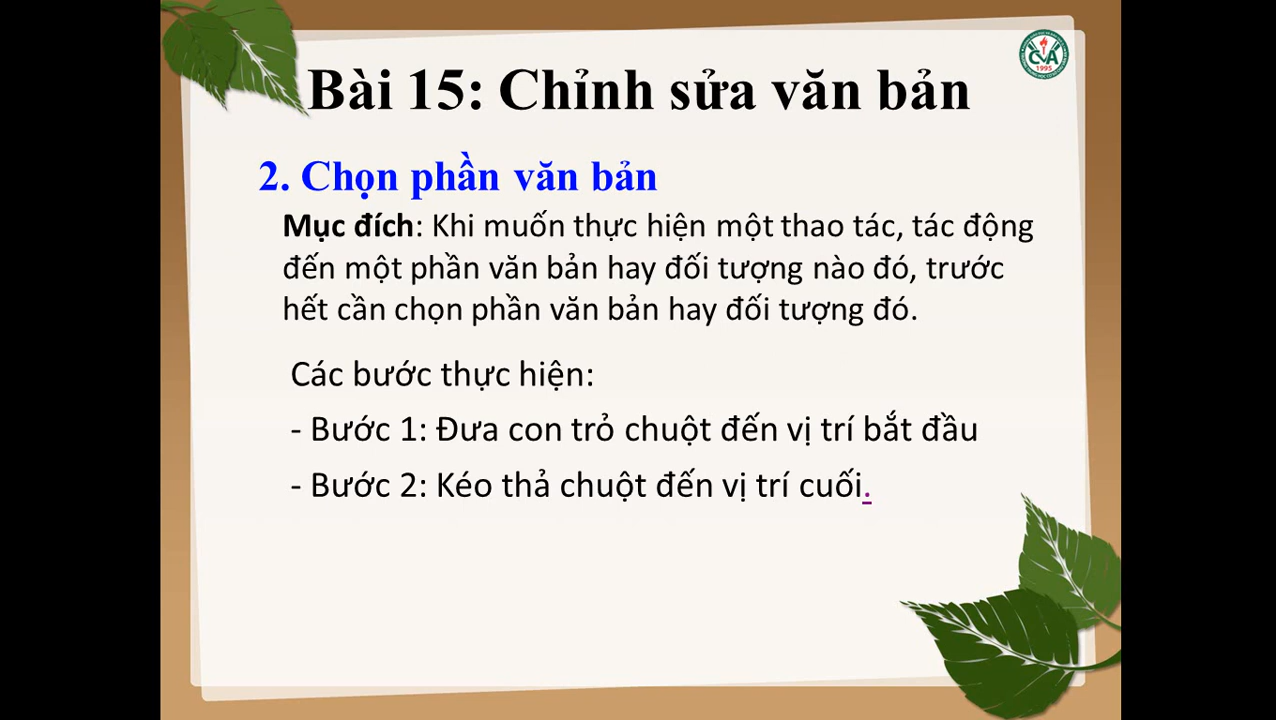 Bài 15: Chỉnh sửa văn bản
CVA
1995
2. Chọn phần văn bản
Mục đích: Khi muốn thực hiện một thao tác, tác động
đến một phần văn bản hay đối tượng nào đó, trước
hết cần chọn phần văn bản hay đối tượng đó.
Các bước thực hiện:
- Bước 1: Đưa con trỏ chuột đến vị trí bắt đầu
- Bước 2: Kéo thả chuột đến vị trí cuối.